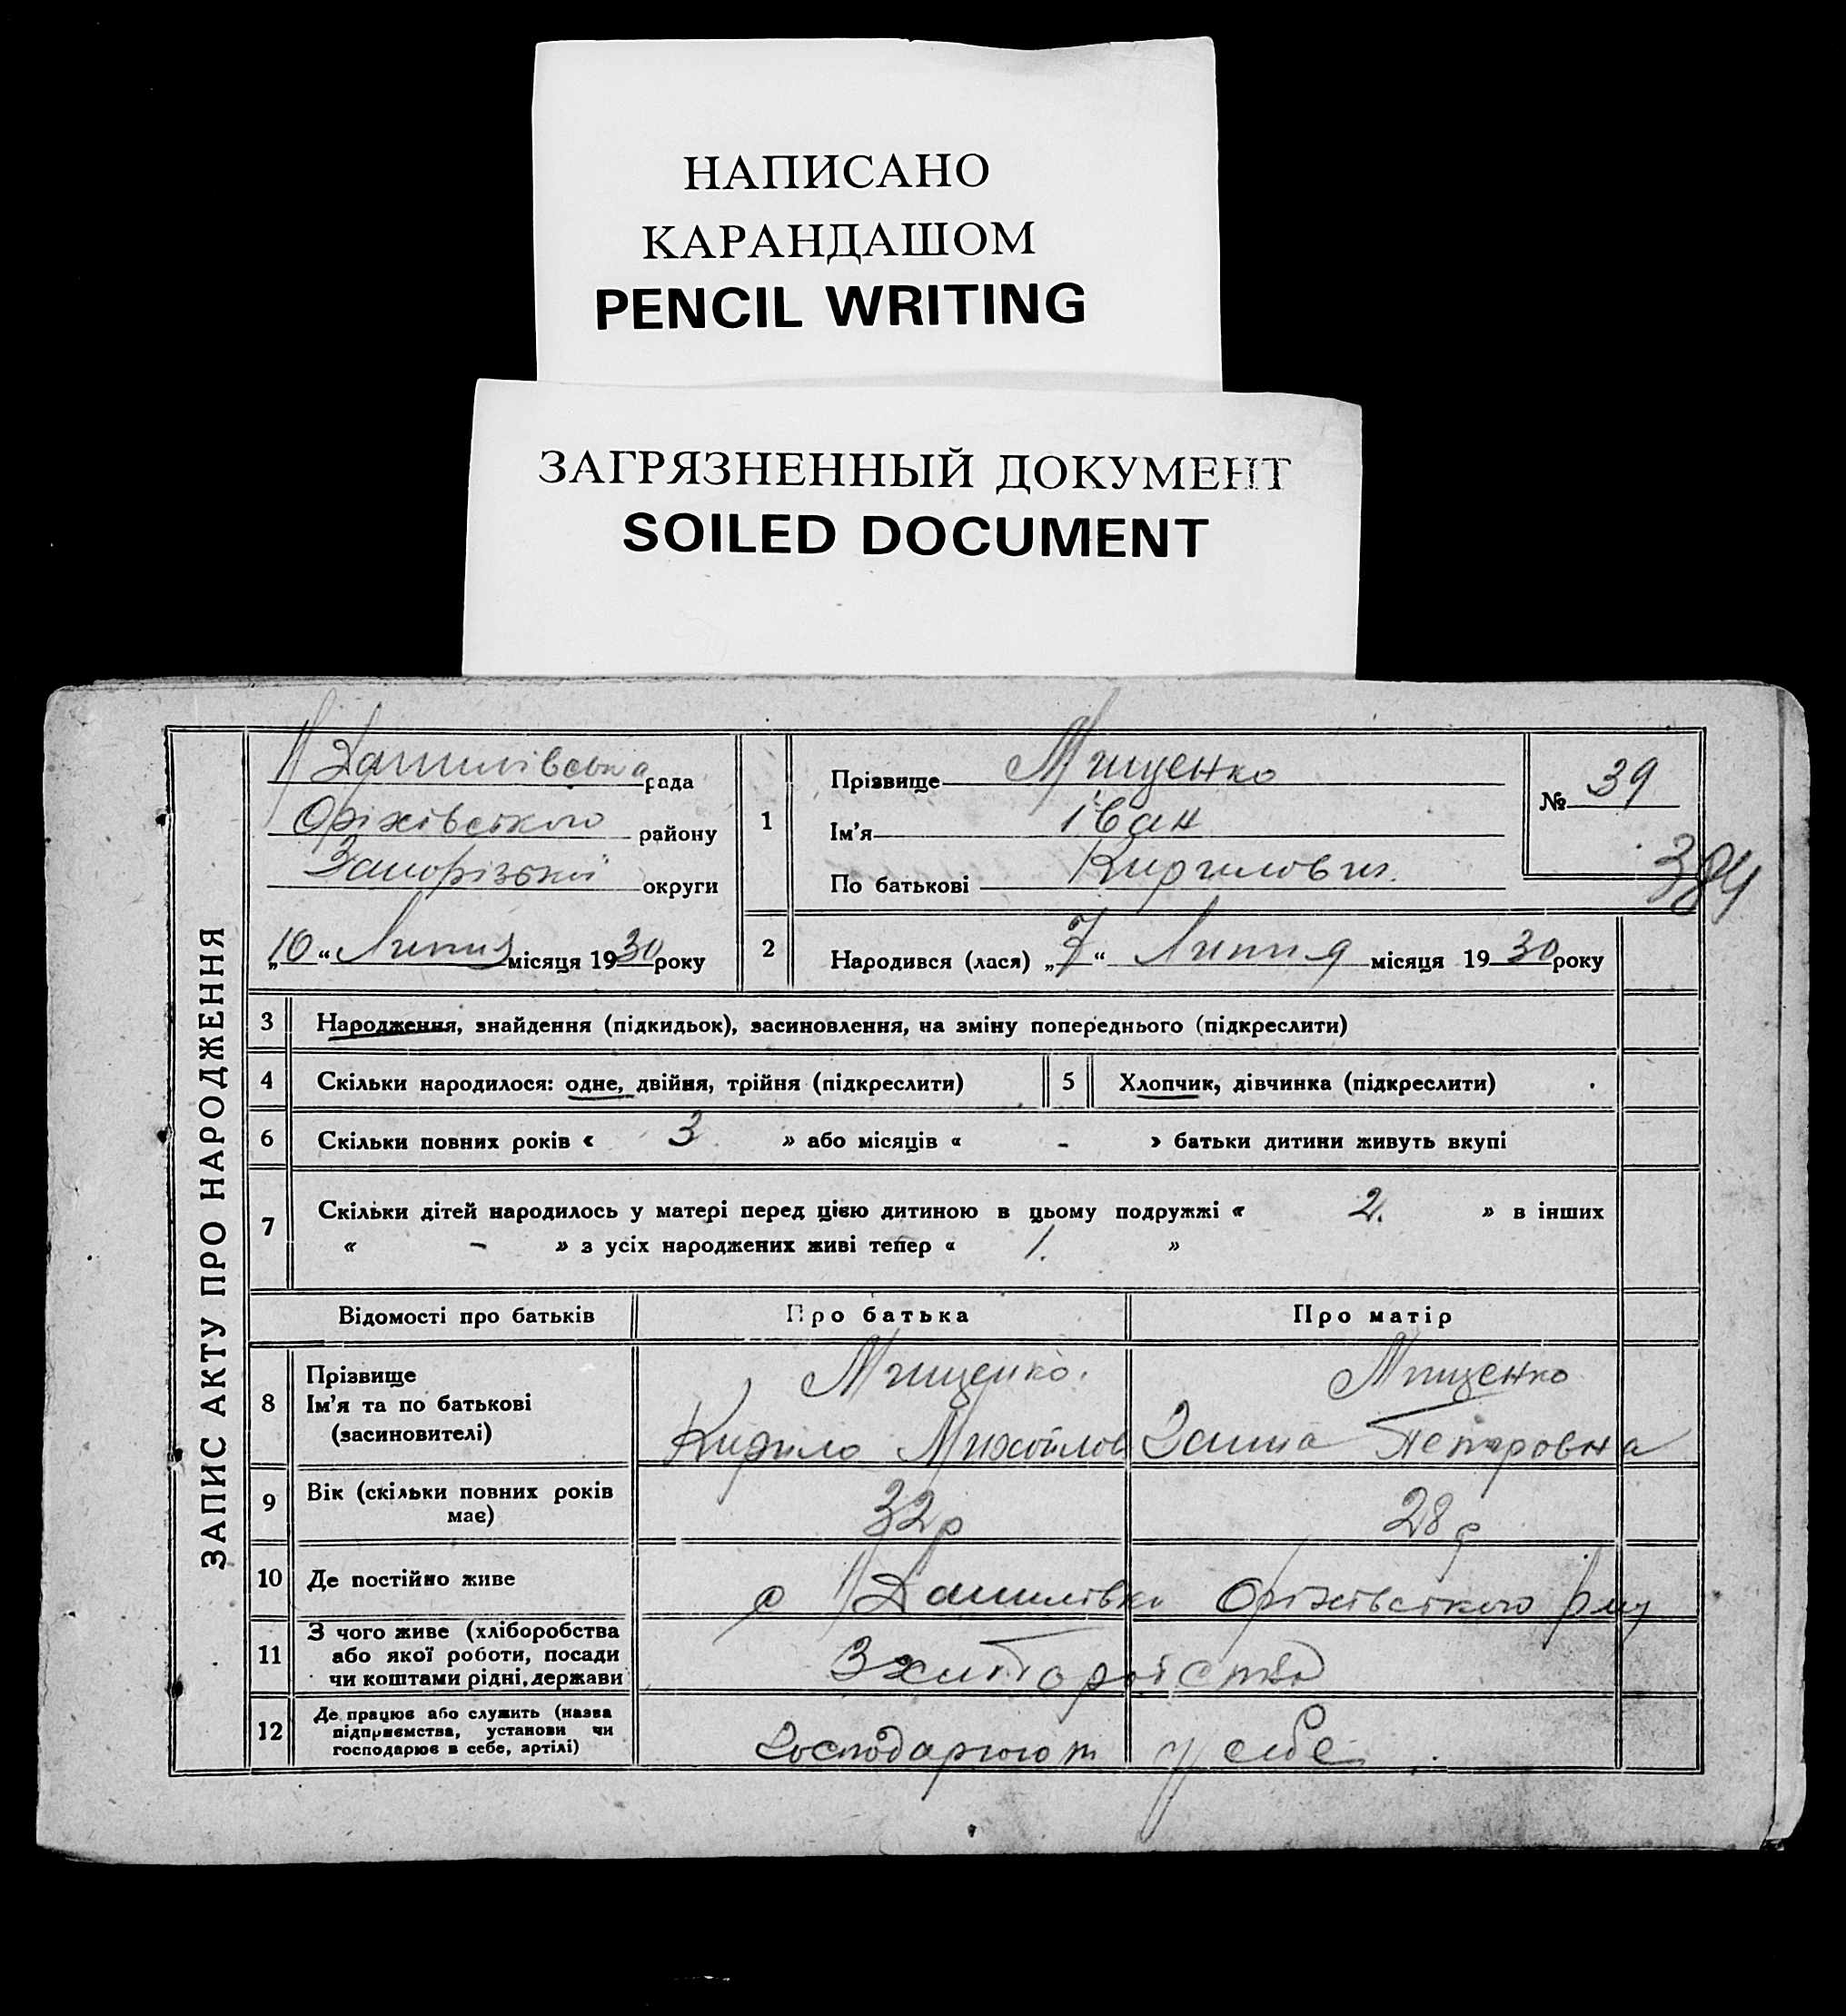 НАПИСАНО
КАРАНДАШОМ
PENCIL WRITING
ЗАГРЯЗНЕННЫЙ ДОКУМЕНТ
SOILED DOCUMENT
ЗАПИС АКТУ ПРО НАРОДЖЕННЯ
Данилівська рада
Оріхівського району
Запорізької округи
„10“ Липня місяця 1930 року
1
Прізвище Мищенко
Ім'я Іван
По батькові Кирилович.
№ 39
384
2 Народився (лася) „7“ Липня місяця 1930 року
3 Народження, знайдення (підкидьок), засиновлення, на зміну попереднього (підкреслити)
4 Скільки народилося: одне, двійня, трійня (підкреслити) 5 Хлопчик, дівчинка (підкреслити)
6 Скільки повних років « 3 » або місяців « - » батьки дитини живуть вкупі
7 Скільки дітей народилось у матері перед цією дитиною в цьому подружжі « 2. » в інших
« - » з усіх народжених живі тепер « 1. »
Відомості про батьків Про батька Про матір
8 Прізвище Мищенко. Мищенко
Ім'я та по батькові
(засиновителі) Кирило Михайлов Петровна
9 Вік (скільки повних років має) 32 р 28 р
10 Де постійно живе с Данилівка Оріхівського р-ну
11 З чого живе (хліборобства
або якої роботи, посади
чи коштами рідні, держави З хліборобства
12 Де працює або служить (назва
підприємства, установи чи
господарює в себе, артілі) Господарюют у себе